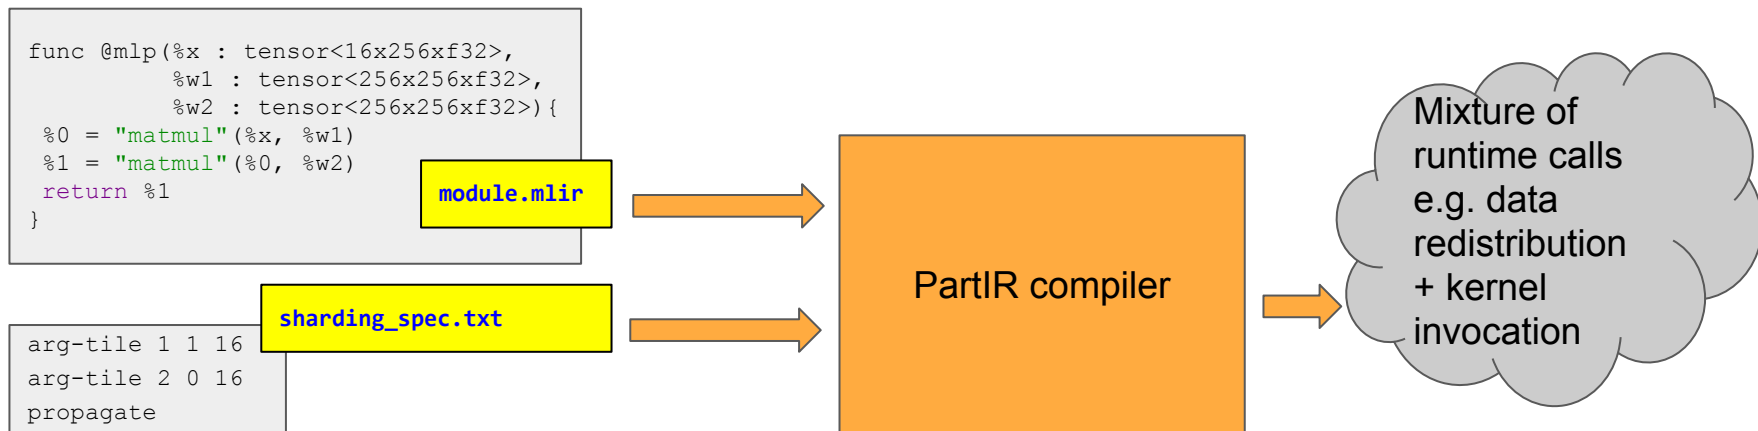 func @mlp(%x : tensor<16x256xf32>,
%w1 : tensor<256x256xf32>,
%w2 : tensor<256x256xf32>){
%0 = "matmul"(%x, %w1)
%1 = "matmul"(%0, %w2)
return %1
}
module.mlir
sharding_spec.txt
arg-tile 1 1 16
arg-tile 2 0 16
propagate
PartIR compiler
Mixture of
runtime calls
e.g. data
redistribution
+ kernel
invocation